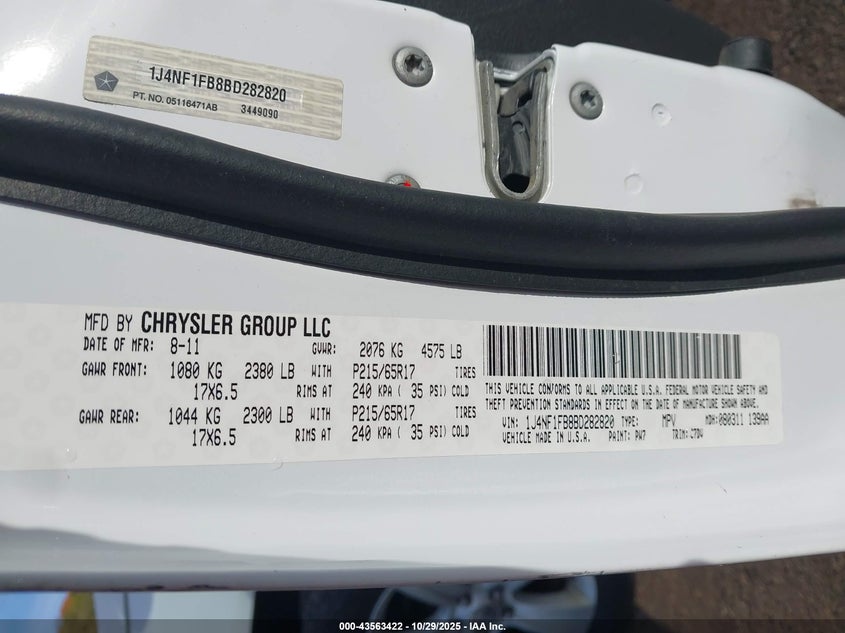 1J4NF1FB8BD282820
PT. NO. 05116471AB 3449090
MFD BY CHRYSLER GROUP LLC
DATE OF MFR: 8-11 GVWR: 2076 KG 4575 LB
GAWR FRONT: 1080 KG 2380 LB WITH P215/65R17 TIRES
17X6.5 RIMS AT 240 KPA ( 35 PSI) COLD
GAWR REAR: 1044 KG 2300 LB WITH P215/65R17 TIRES
17X6.5 RIMS AT 240 KPA ( 35 PSI) COLD
THIS VEHICLE CONFORMS TO ALL APPLICABLE U.S.A. FEDERAL MOTOR VEHICLE SAFETY AND
THEFT PREVENTION STANDARDS IN EFFECT ON THE DATE OF MANUFACTURE SHOWN ABOVE.
VIN: 1J4NF1FB8BD282820 TYPE: MPV MDH: 080311 139AA
VEHICLE MADE IN U.S.A. PAINT: PW7 TRIM: C7DV
000-43563422 - 10/29/2025 - IAA Inc.